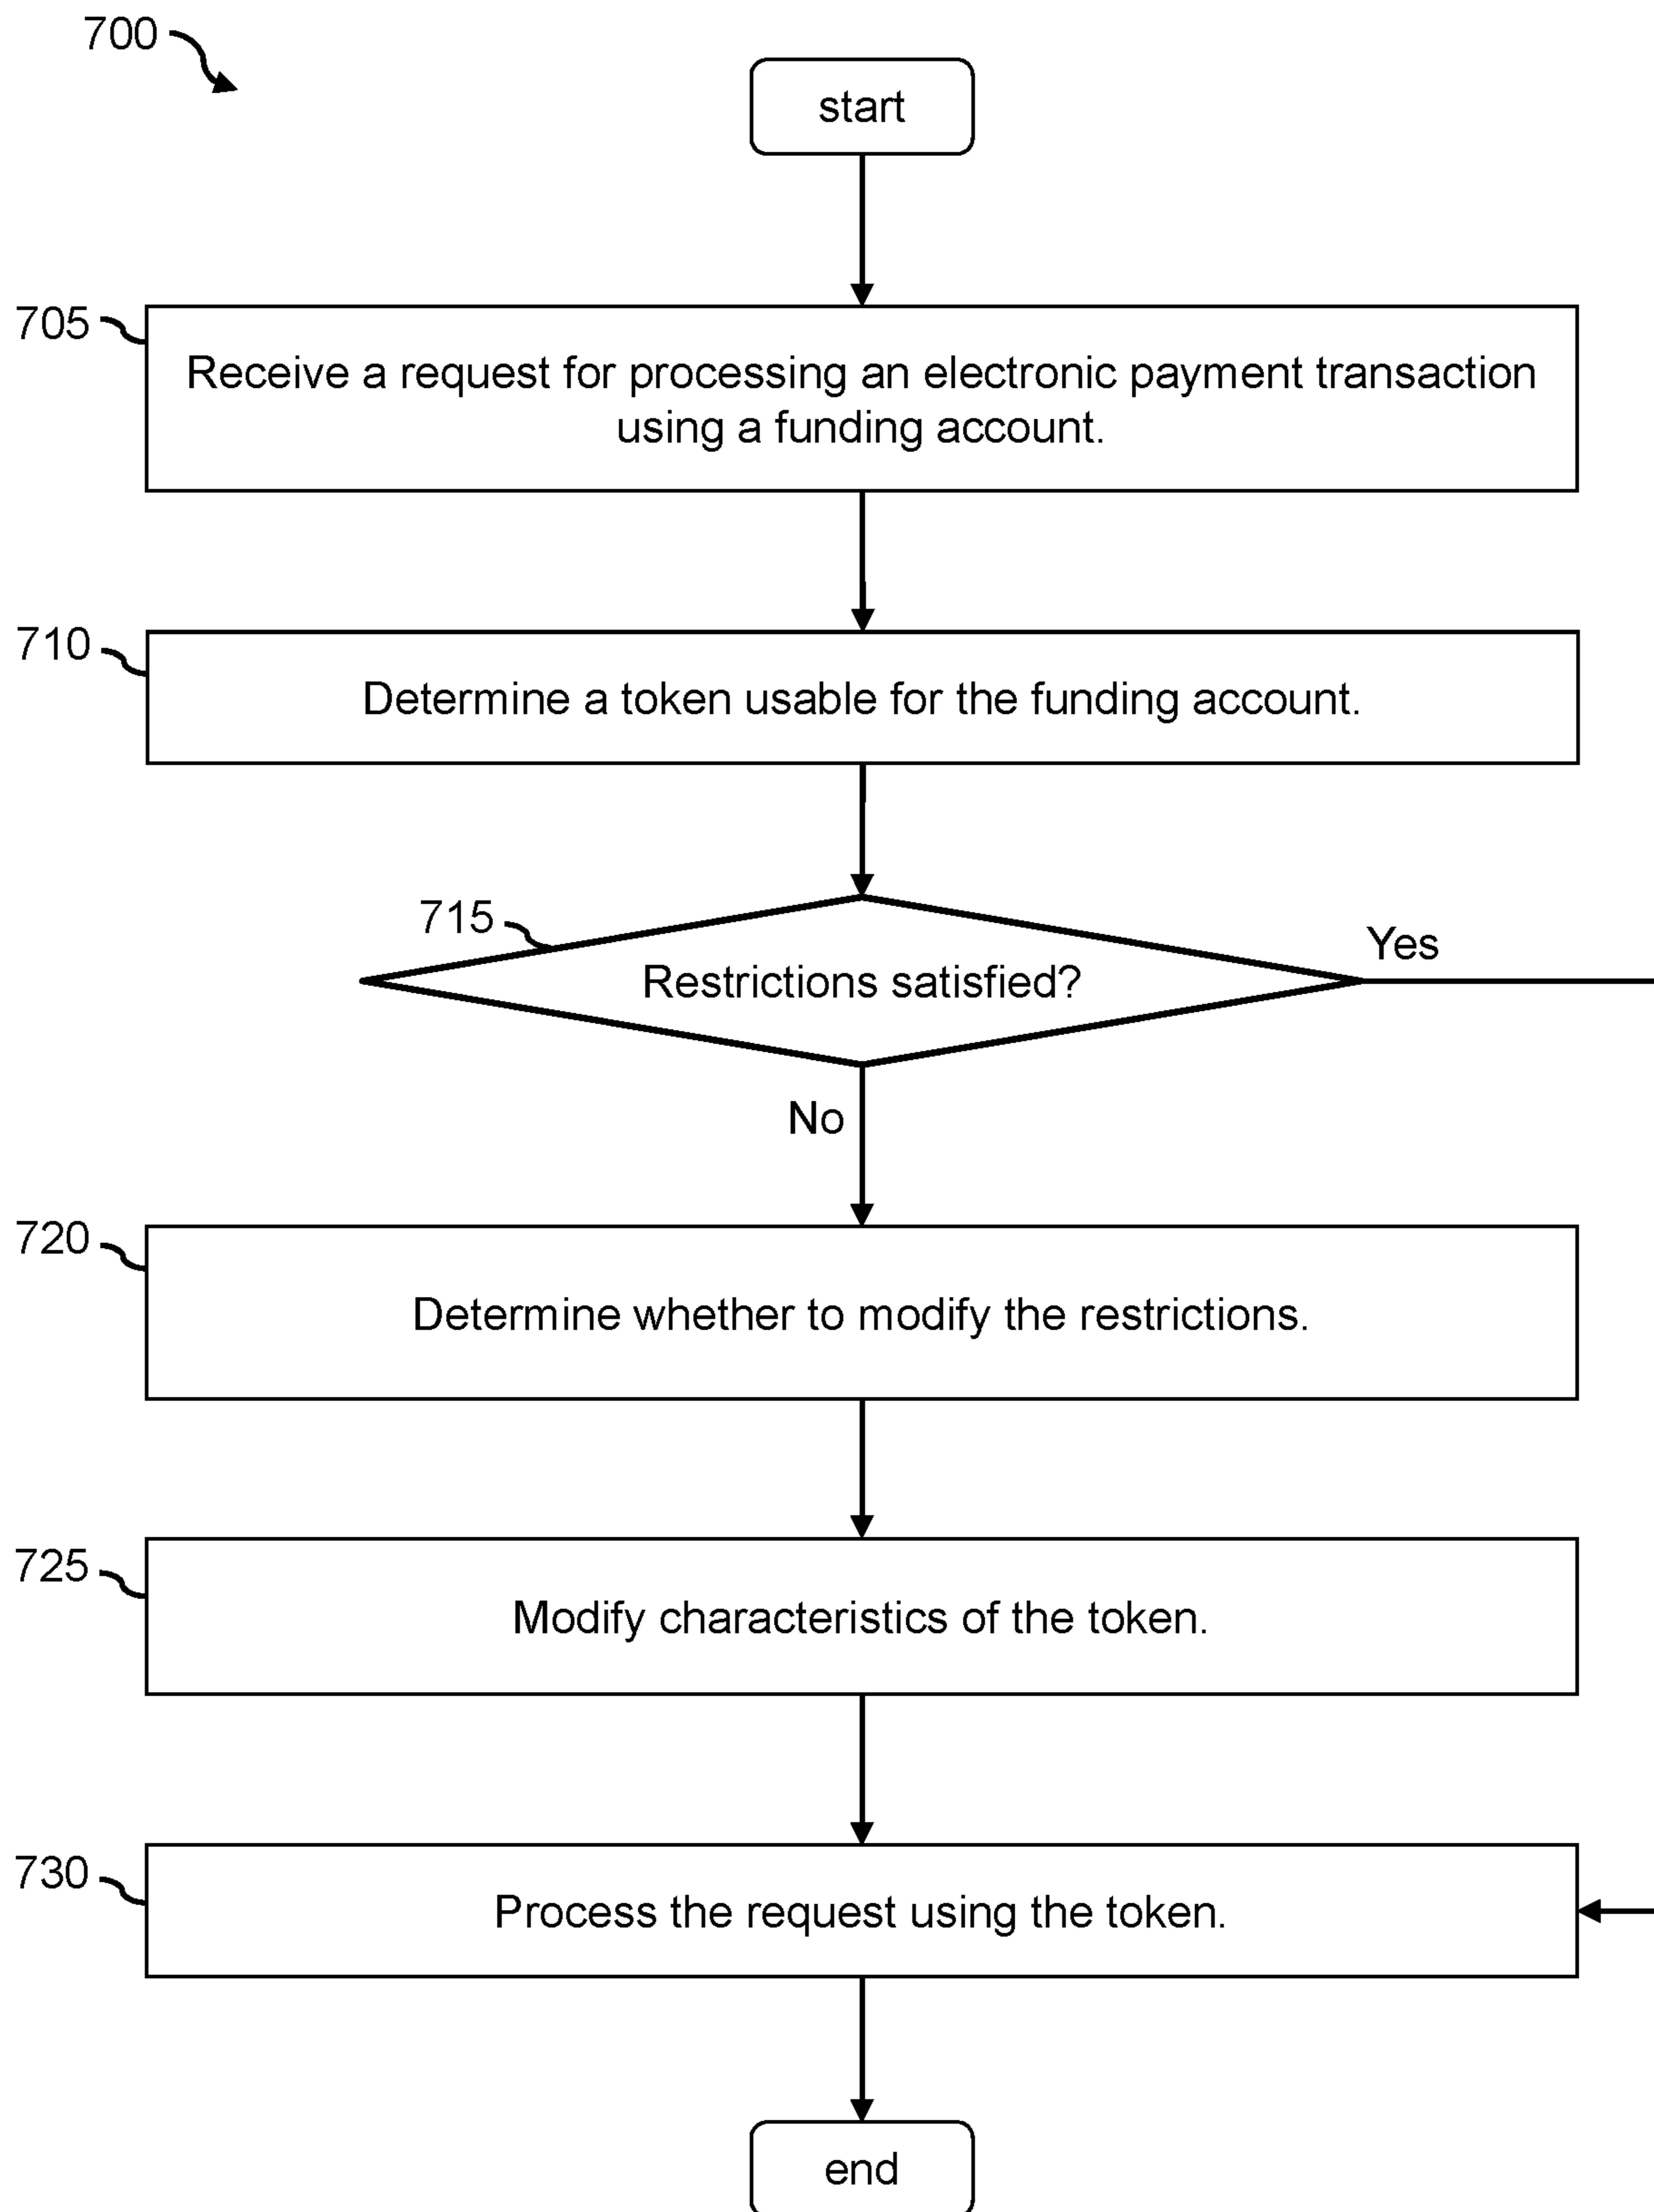 700
start
705
Receive a request for processing an electronic payment transaction
using a funding account.
710
Determine a token usable for the funding account.
715
Restrictions satisfied?
Yes
No
720
Determine whether to modify the restrictions.
725
Modify characteristics of the token.
730
Process the request using the token.
end